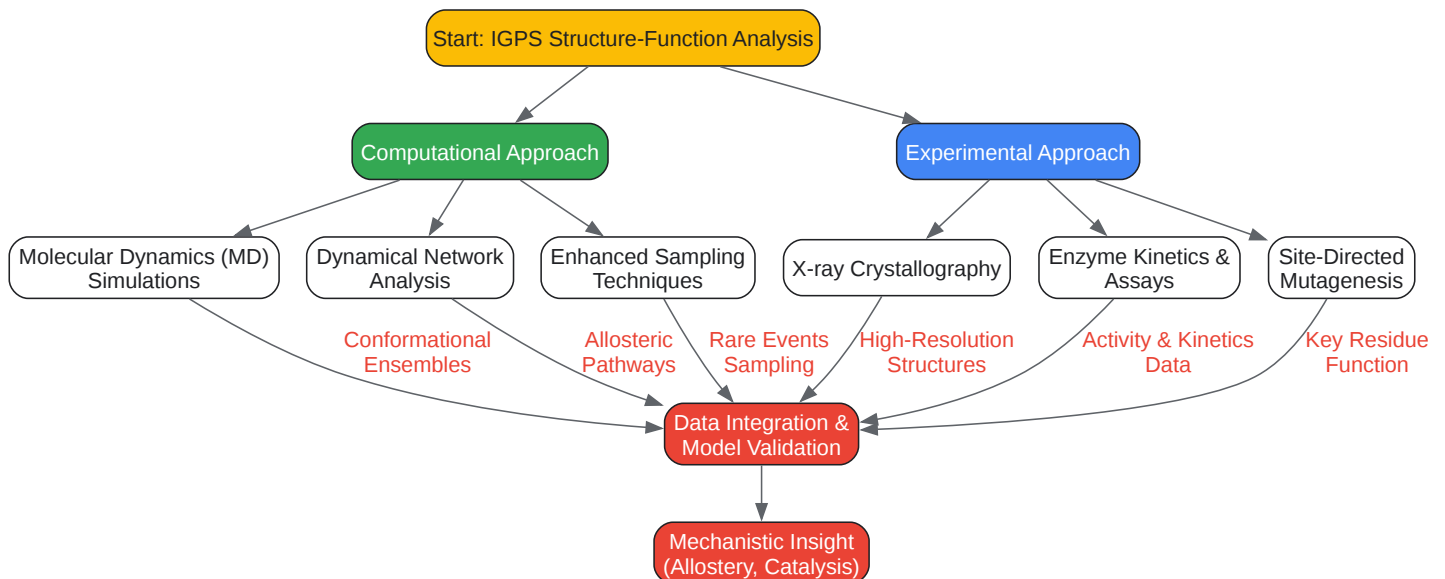 Start: IGPS Structure-Function Analysis
Computational Approach
Experimental Approach
Molecular Dynamics (MD)
Simulations
Dynamical Network
Analysis
Enhanced Sampling
Techniques
X-ray Crystallography
Enzyme Kinetics &
Assays
Site-Directed
Mutagenesis
Conformational
Ensembles
Allosteric
Pathways
Rare Events
Sampling
High-Resolution
Structures
Activity & Kinetics
Data
Key Residue
Function
Data Integration &
Model Validation
Mechanistic Insight
(Allostery, Catalysis)